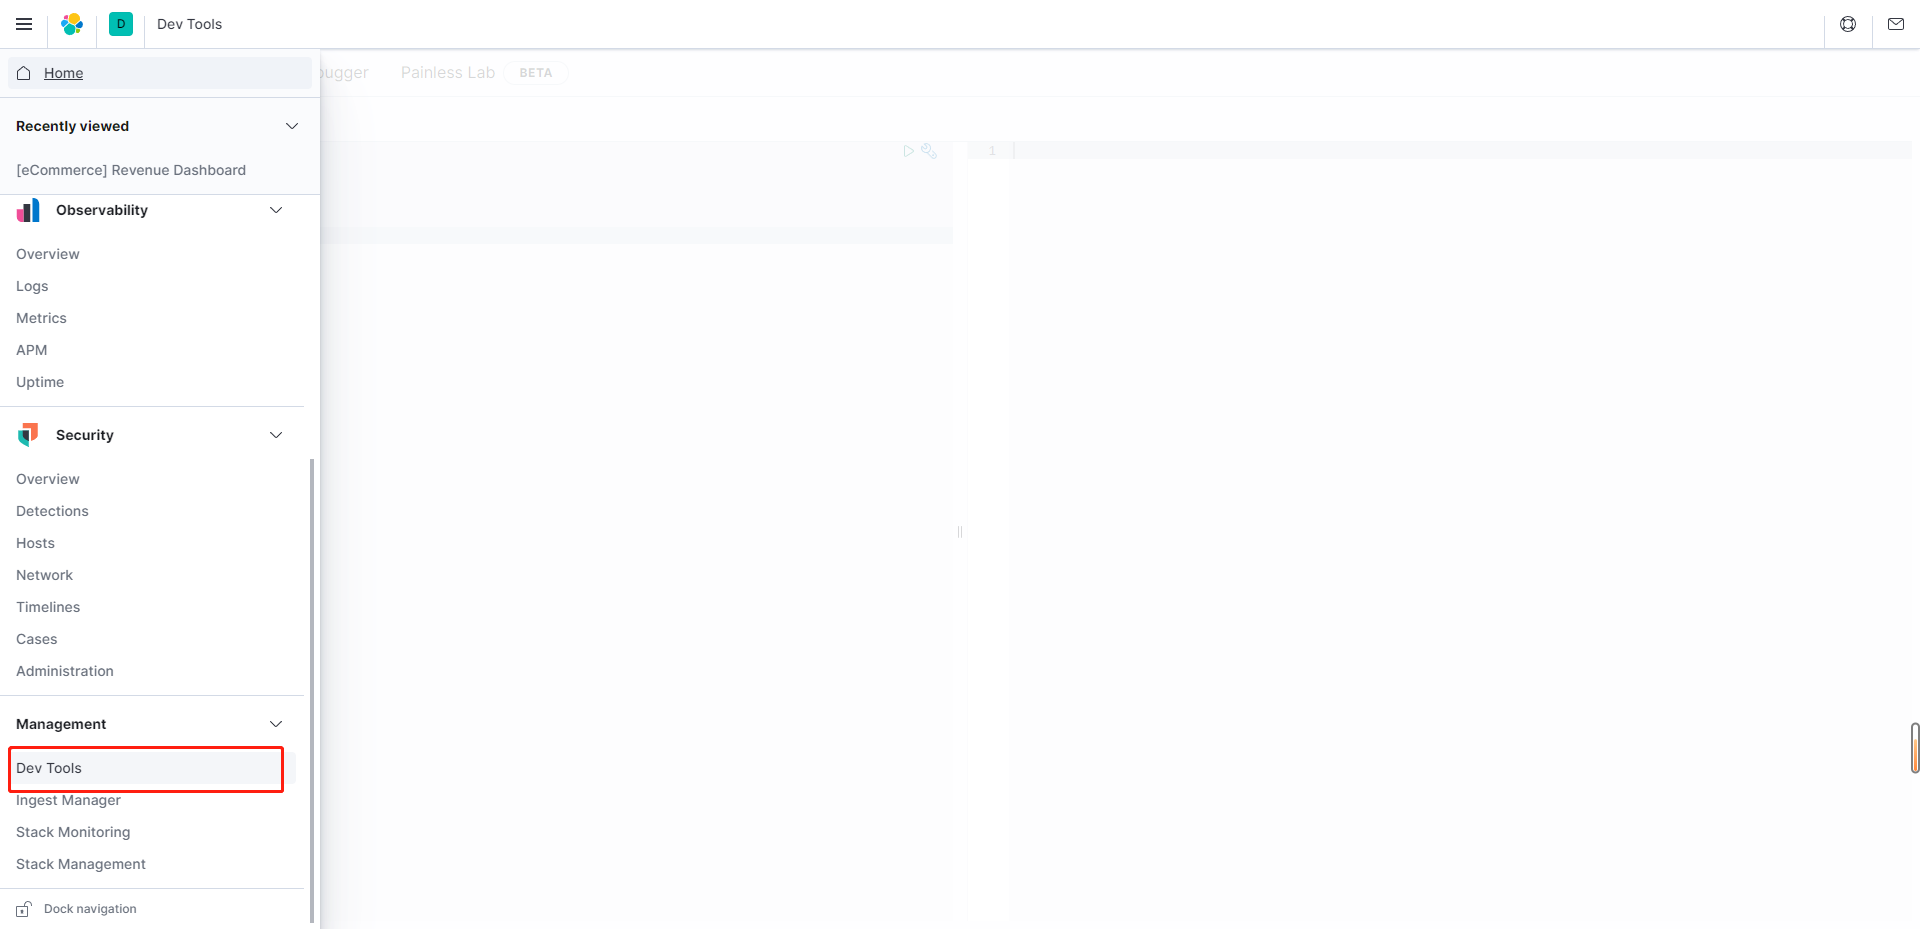 D Dev Tools
Home
bugger Painless Lab BETA
Recently viewed
1
[eCommerce] Revenue Dashboard
Observability
Overview
Logs
Metrics
APM
Uptime
Security
Overview
Detections
Hosts
Network
Timelines
Cases
Administration
Management
Dev Tools
Ingest Manager
Stack Monitoring
Stack Management
Dock navigation